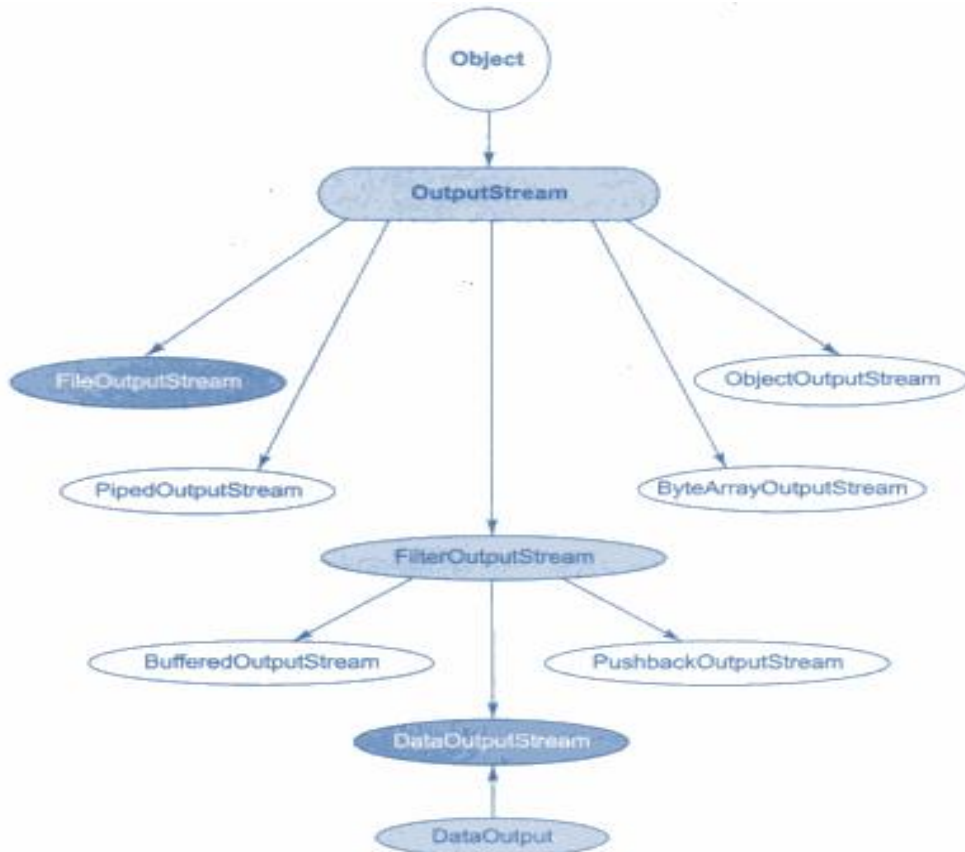 Object
OutputStream
FileOutputStream
ObjectOutputStream
PipedOutputStream
ByteArrayOutputStream
FilterOutputStream
BufferedOutputStream
PushbackOutputStream
DataOutputStream
DataOutput